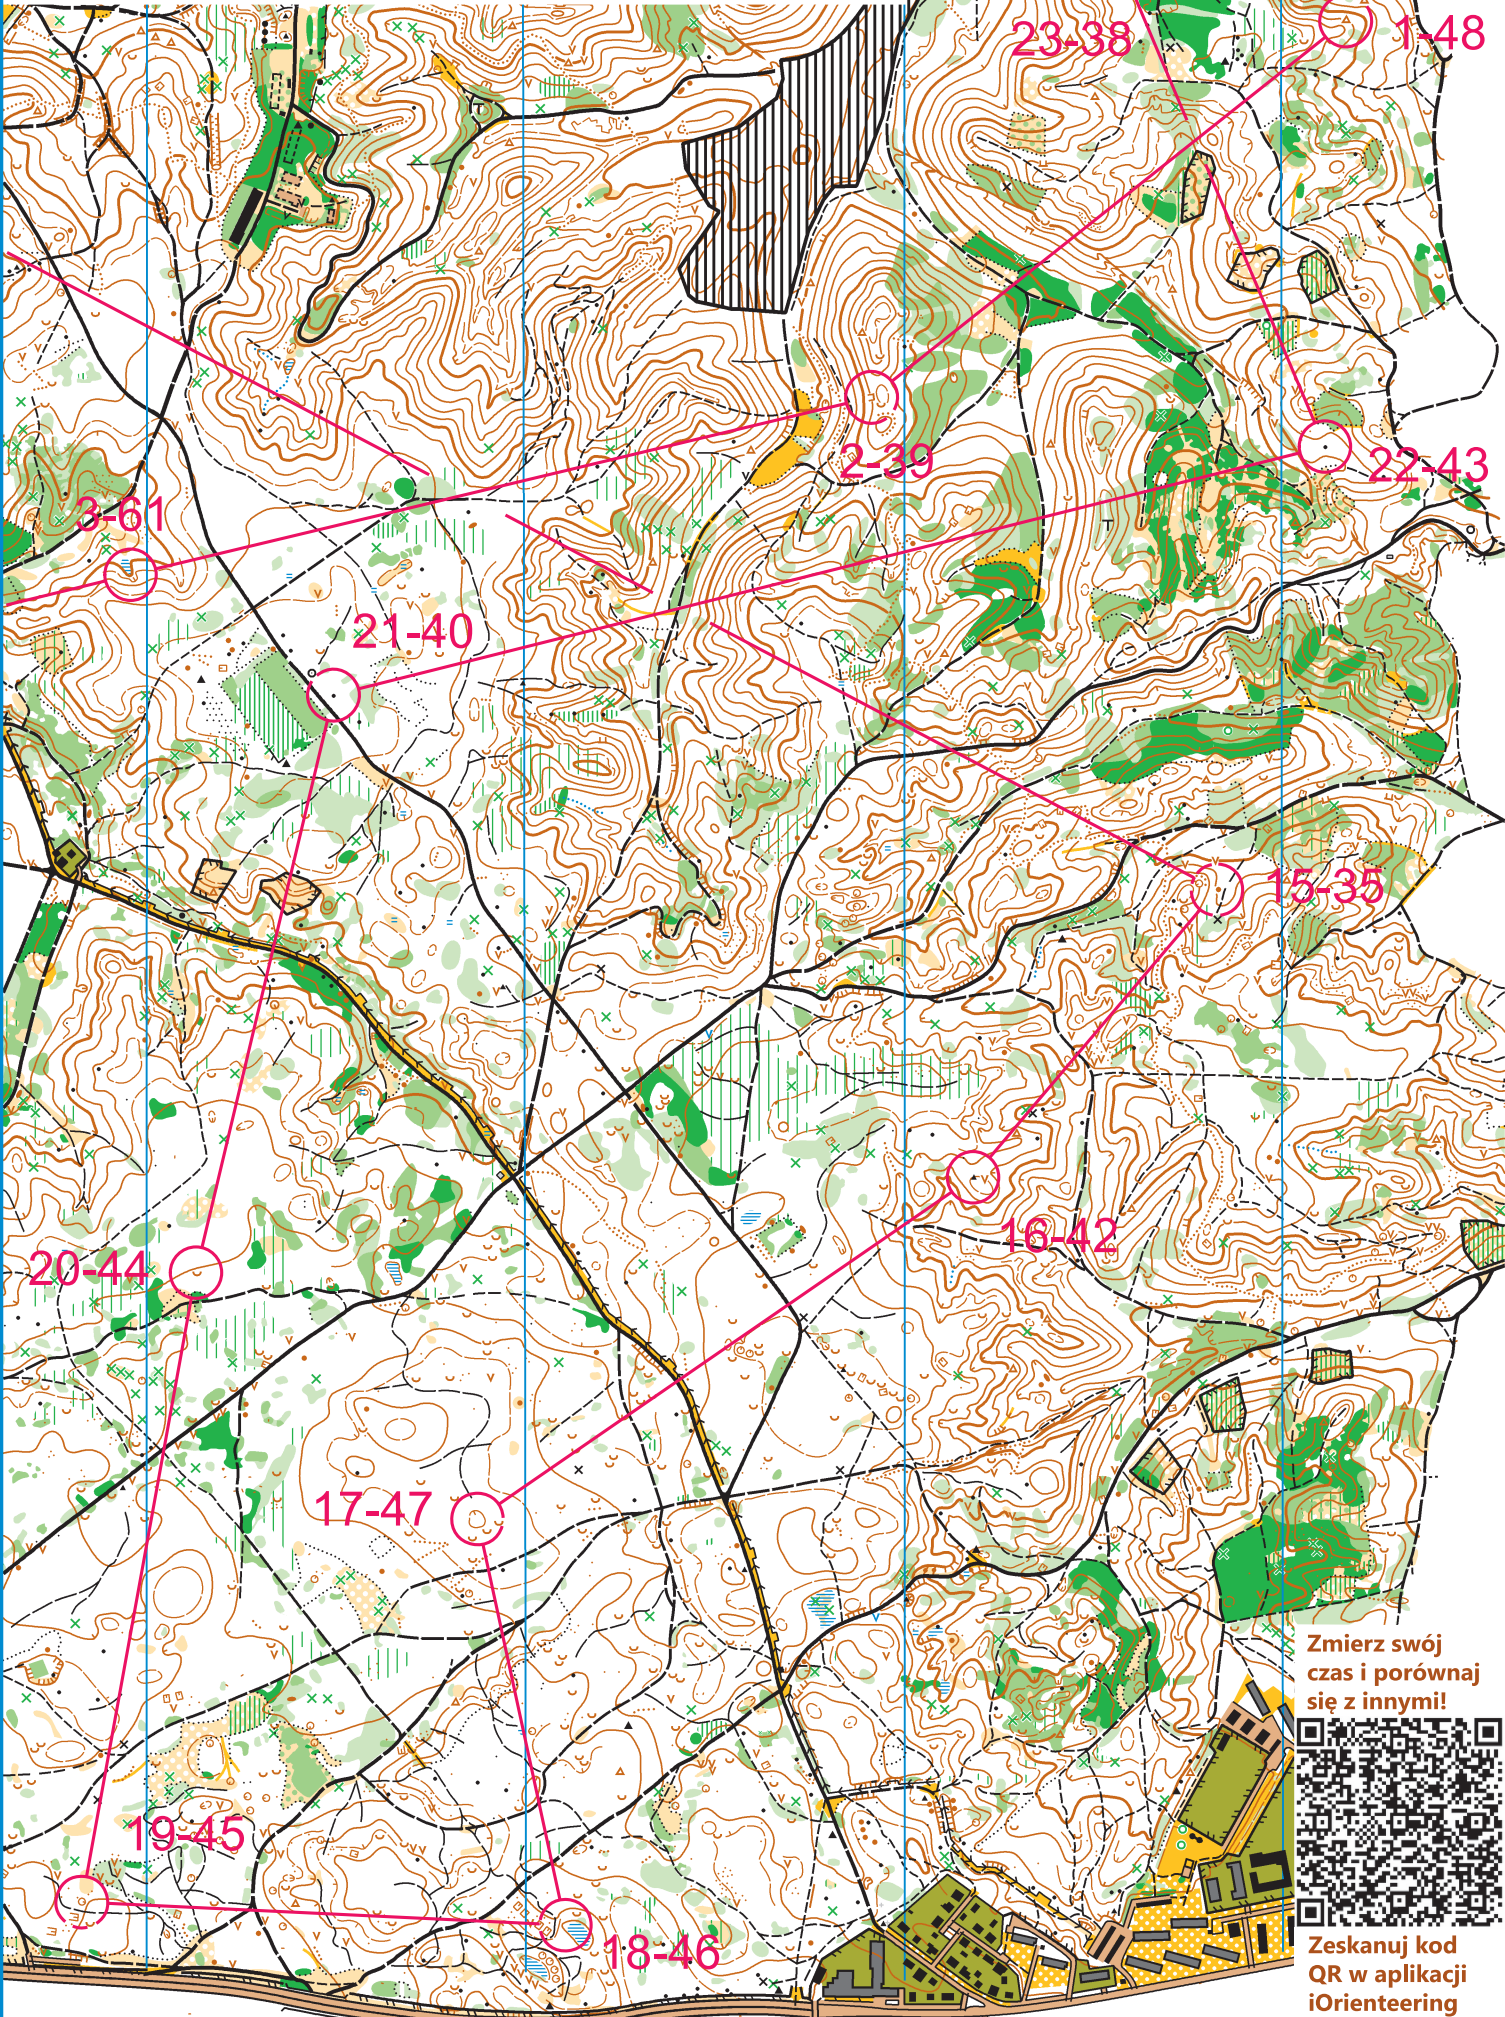 23-38
1-48
2-39
22-43
3-61
21-40
15-35
16-42
20-44
17-47
19-45
18-46
Zmierz swój
czas i porównaj
się z innymi!
Zeskanuj kod
QR w aplikacji
iOrienteering